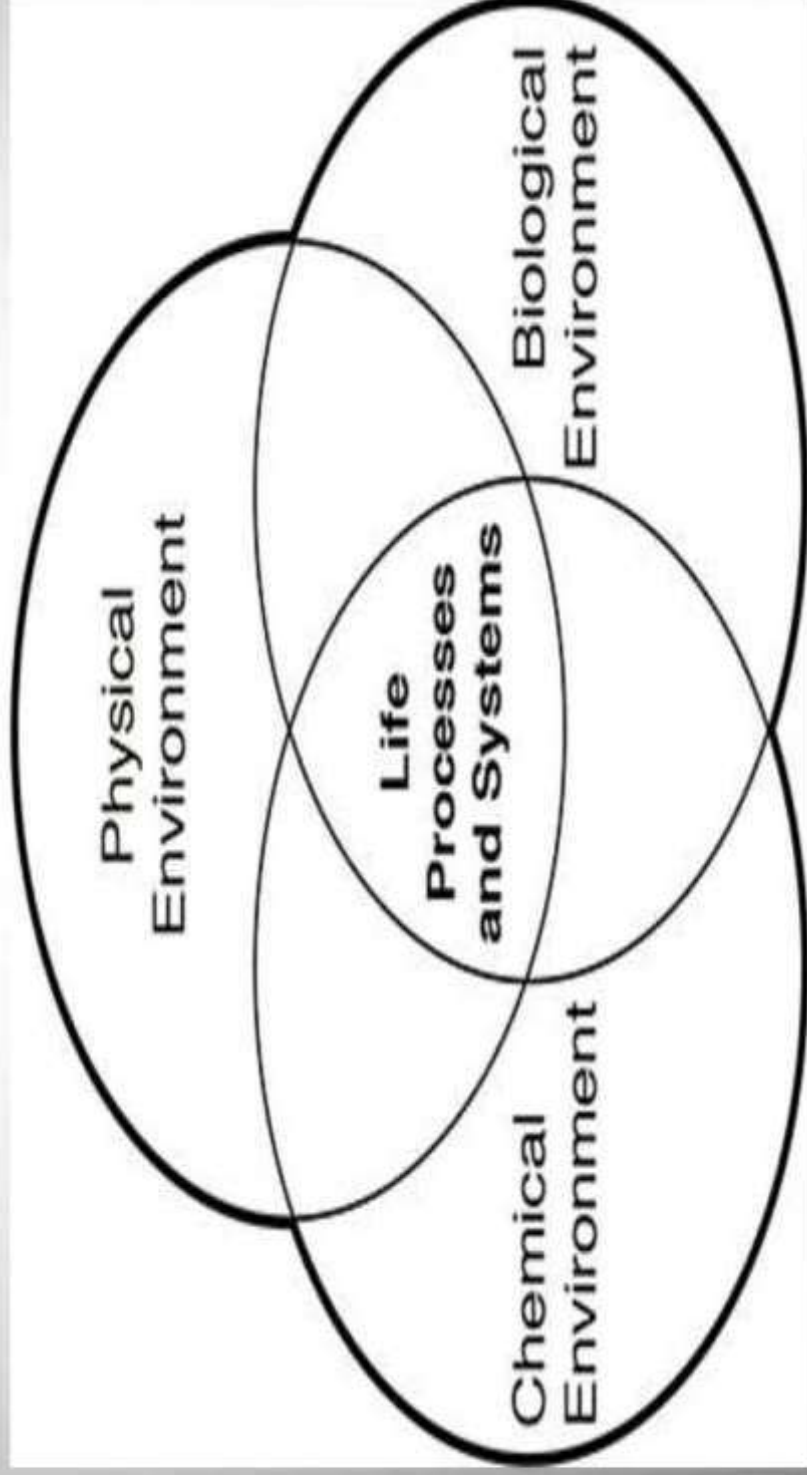 Physical
Environment
Life
Processes
and Systems
Chemical
Environment
Biological
Environment